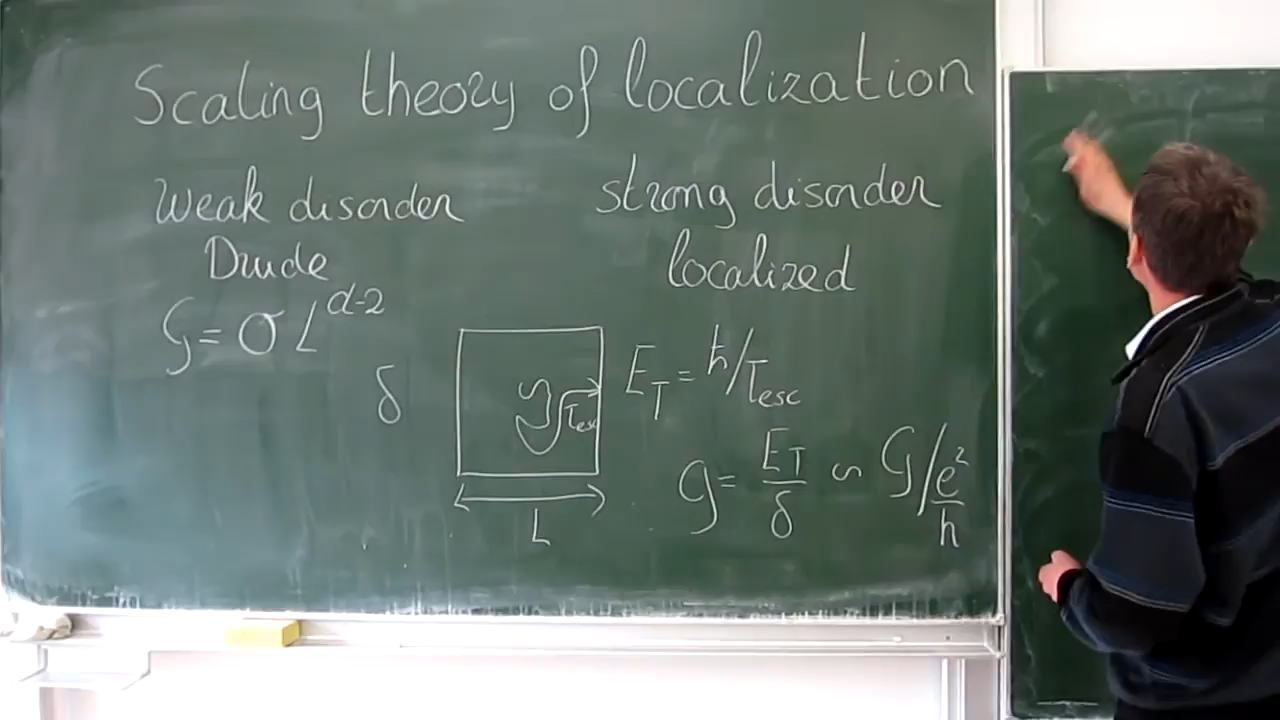 Scaling theory of localization
weak disorder
Drude
G = σ L^{d-2}
strong disorder
localized
δ
τ_esc
L
E_T = ħ/τ_esc
g = E_T/δ ∽ G/(e²/h)